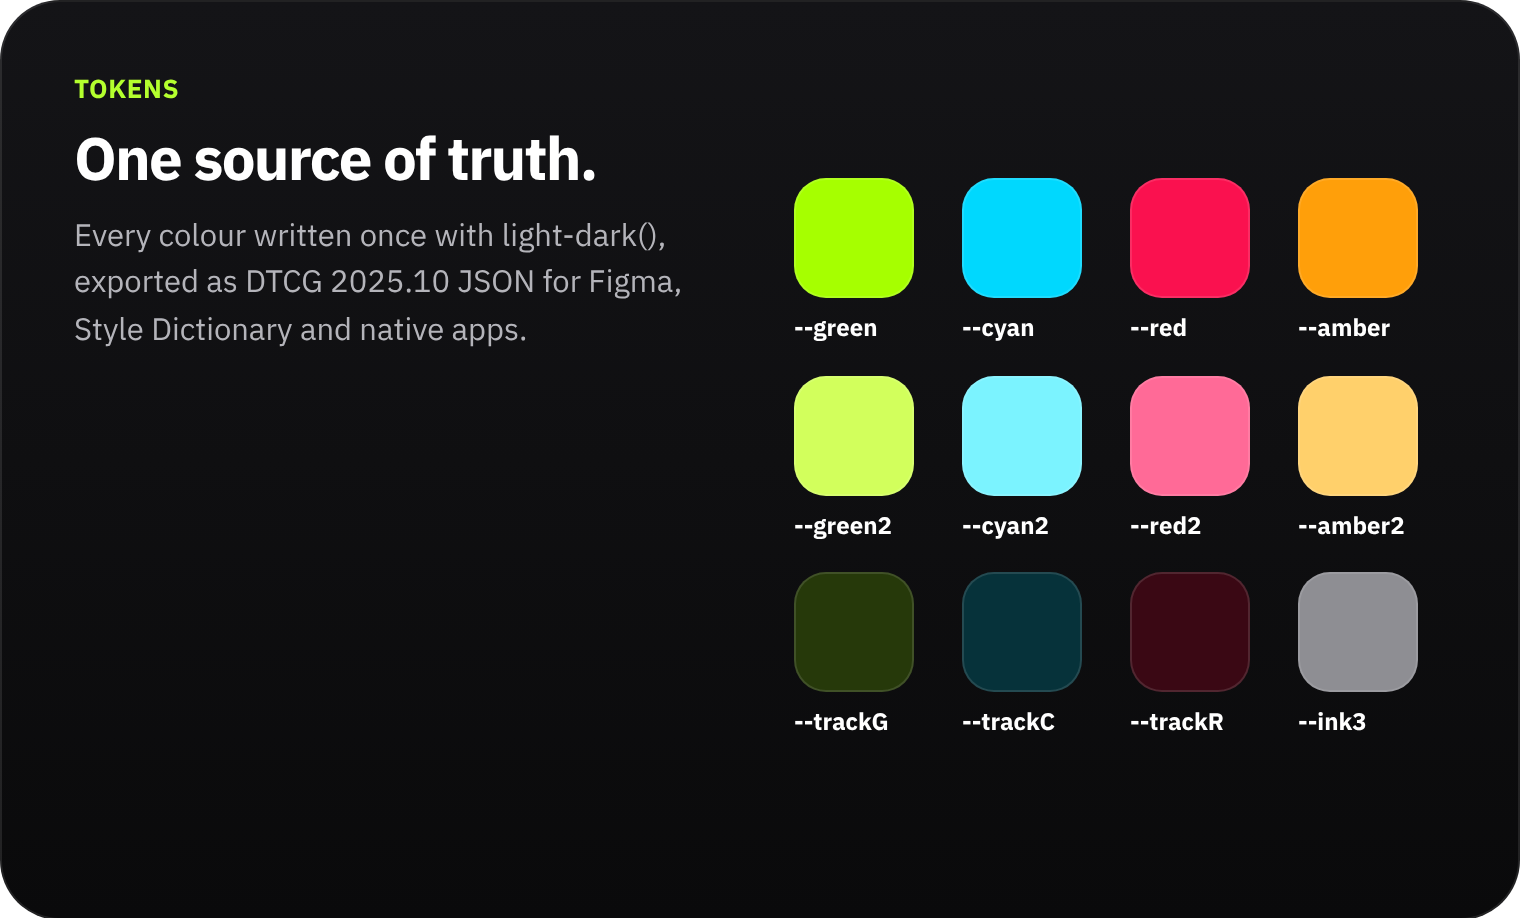 TOKENS
One source of truth.
Every colour written once with light-dark(),
exported as DTCG 2025.10 JSON for Figma,
Style Dictionary and native apps.
--green --cyan --red --amber
--green2 --cyan2 --red2 --amber2
--trackG --trackC --trackR --ink3